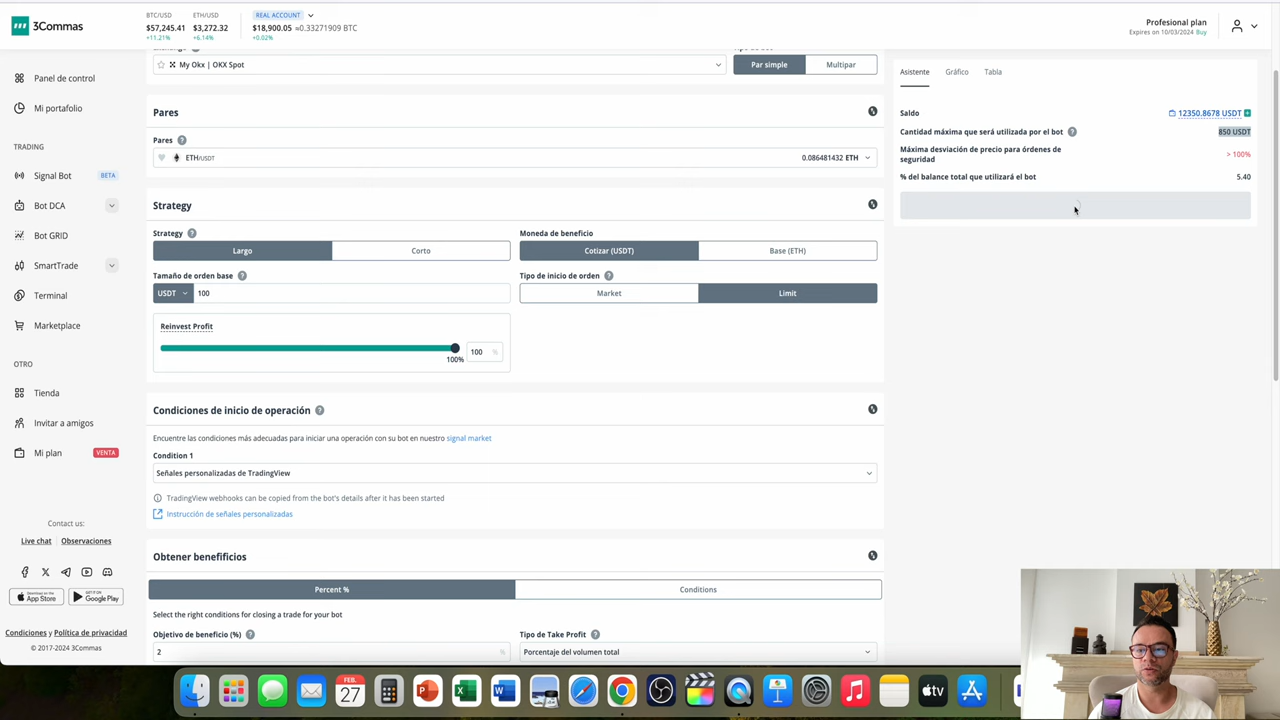 3Commas
BTC/USD
$57,245.41
+11.21%
ETH/USD
$3,272.32
+6.14%
REAL ACCOUNT
$18,900.05 ≈0.33271909 BTC
+0.02%
Profesional plan
Expires on 10/03/2024 Buy
Panel de control
Mi portafolio
TRADING
Signal Bot BETA
Bot DCA
Bot GRID
SmartTrade
Terminal
Marketplace
OTRO
Tienda
Invitar a amigos
Mi plan VENTA
Contact us:
Live chat Observaciones
Download on the App Store
GET IT ON Google Play
Condiciones y Política de privacidad
© 2017-2024 3Commas
My Okx | OKX Spot
Par simple Multipar
Pares
Pares
ETH/USDT 0.086481432 ETH
Strategy
Strategy
Largo Corto
Moneda de beneficio
Cotizar (USDT) Base (ETH)
Tamaño de orden base
USDT 100
Tipo de inicio de orden
Market Limit
Reinvest Profit
100%
100 %
Condiciones de inicio de operación
Encuentre las condiciones más adecuadas para iniciar una operación con su bot en nuestro signal market
Condition 1
Señales personalizadas de TradingView
TradingView webhooks can be copied from the bot's details after it has been started
Instrucción de señales personalizadas
Obtener benefificios
Percent % Conditions
Select the right conditions for closing a trade for your bot
Objetivo de beneficio (%)
2 %
Tipo de Take Profit
Porcentaje del volumen total
Asistente Gráfico Tabla
Saldo 12350.8678 USDT
Cantidad máxima que será utilizada por el bot 850 USDT
Máxima desviación de precio para órdenes de
seguridad > 100%
% del balance total que utilizará el bot 5.40
FEB.
27
tv